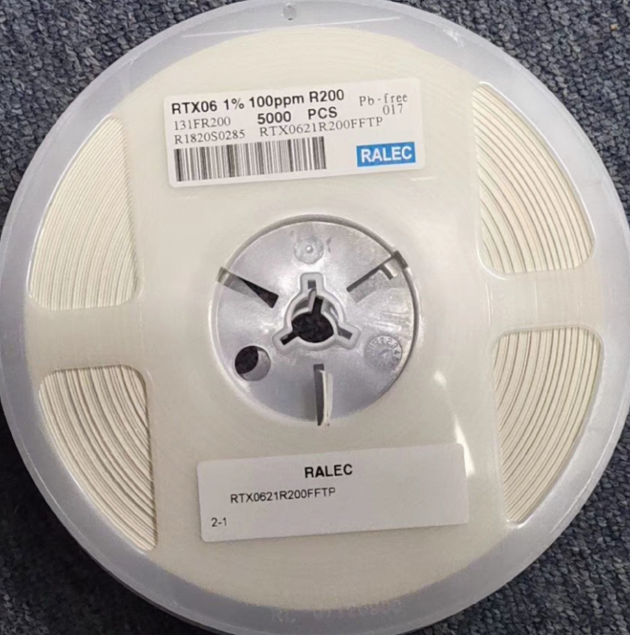 RTX06 1% 100ppm R200
Pb-free
131FR200 5000 PCS 017
R1820S0285 RTX0621R200FFTP
RALEC
RALEC
RTX0621R200FFTP
2-1